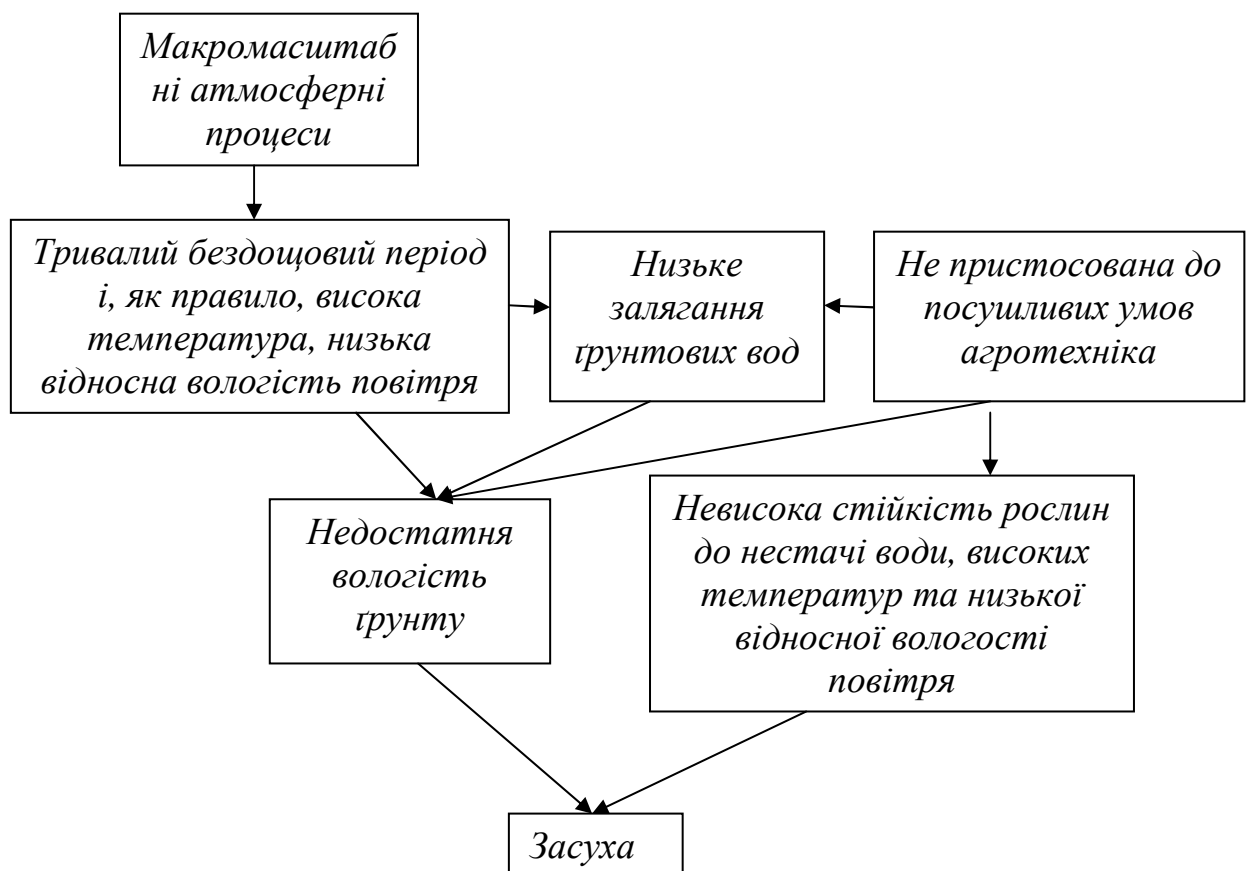 Макромасштаб
ні атмосферні
процеси
Тривалий бездощовий період
і, як правило, висока
температура, низька
відносна вологість повітря
Низьке
залягання
ґрунтових вод
Не пристосована до
посушливих умов
агротехніка
Недостатня
вологість
ґрунту
Невисока стійкість рослин
до нестачі води, високих
температур та низької
відносної вологості
повітря
Засуха